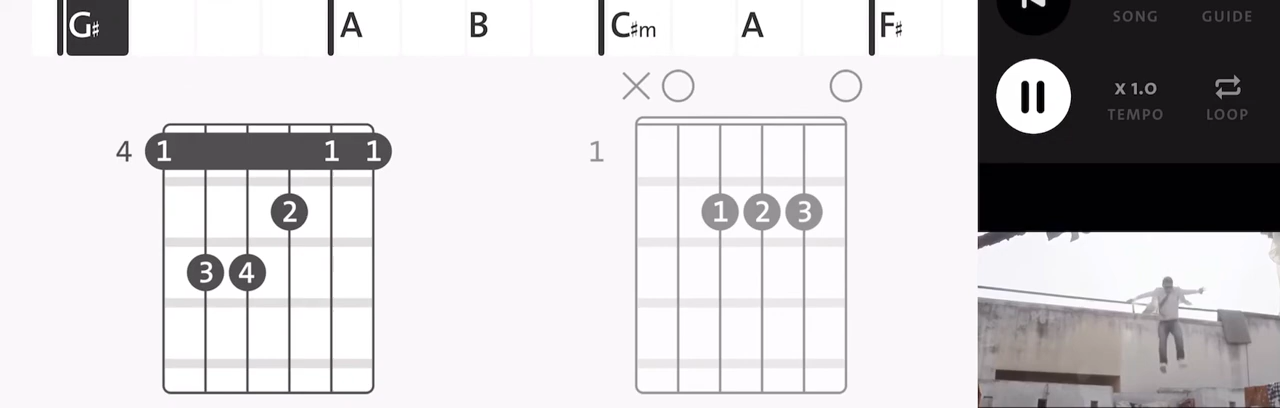 G# A B C#m A F#
SONG GUIDE
X 1.0
TEMPO LOOP
4 1 1 1
2
3 4
1
1 2 3